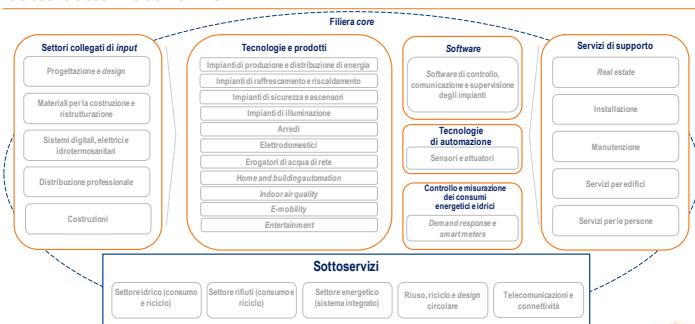 Filiera core
Settori collegati di input
Progettazione e design
Materiali per la costruzione e
ristrutturazione
Sistemi digitali, elettrici e
idrotermosanitari
Distribuzione professionale
Costruzioni
Tecnologie e prodotti
Impianti di produzione e distribuzione di energia
Impianti di raffrescamento e riscaldamento
Impianti di sicurezza e ascensori
Impianti di illuminazione
Arredi
Elettrodomestici
Erogatori di acqua di rete
Home and building automation
Indoor air quality
E-mobility
Entertainment
Software
Software di controllo,
comunicazione e supervisione
degli impianti
Tecnologie
di automazione
Sensori e attuatori
Controllo e misurazione
dei consumi
energetici e idrici
Demand response e
smart meters
Servizi di supporto
Real estate
Installazione
Manutenzione
Servizi per edifici
Servizi per le persone
Sottoservizi
Settore idrico (consumo
e riciclo)
Settore rifiuti (consumo e
riciclo)
Settore energetico
(sistema integrato)
Riuso, riciclo e design
circolare
Telecomunicazioni e
connettività